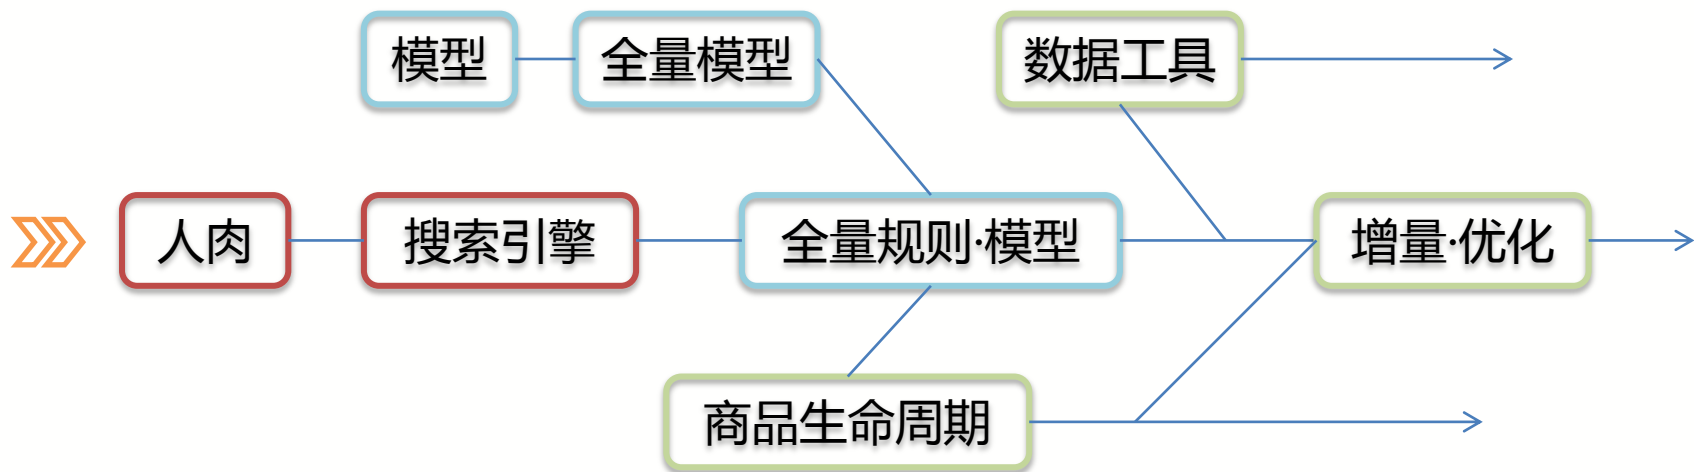 模型
全量模型
数据工具
人肉
搜索引擎
全量规则·模型
增量·优化
商品生命周期